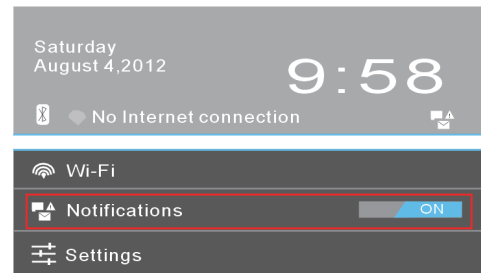 Saturday
August 4,2012
9:58
No Internet connection
Wi-Fi
Notifications ON
Settings